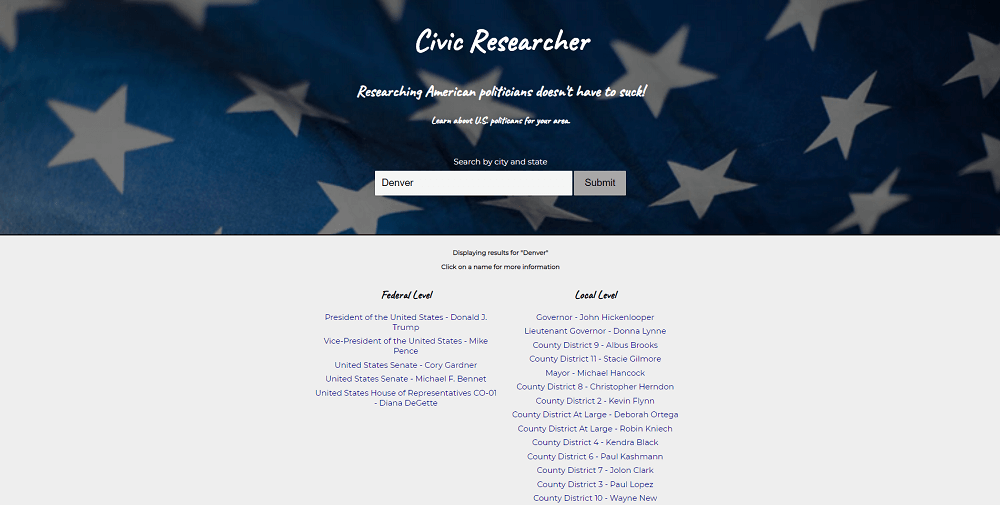 Civic Researcher
Researching American politicians doesn't have to suck!
Learn about U.S. politicans for your area.
Search by city and state
Denver
Submit
Displaying results for "Denver"
Click on a name for more information
Federal Level
President of the United States - Donald J.
Trump
Vice-President of the United States - Mike
Pence
United States Senate - Cory Gardner
United States Senate - Michael F. Bennet
United States House of Representatives CO-01
- Diana DeGette
Local Level
Governor - John Hickenlooper
Lieutenant Governor - Donna Lynne
County District 9 - Albus Brooks
County District 11 - Stacie Gilmore
Mayor - Michael Hancock
County District 8 - Christopher Herndon
County District 2 - Kevin Flynn
County District At Large - Deborah Ortega
County District At Large - Robin Kniech
County District 4 - Kendra Black
County District 6 - Paul Kashmann
County District 7 - Jolon Clark
County District 3 - Paul Lopez
County District 10 - Wayne New